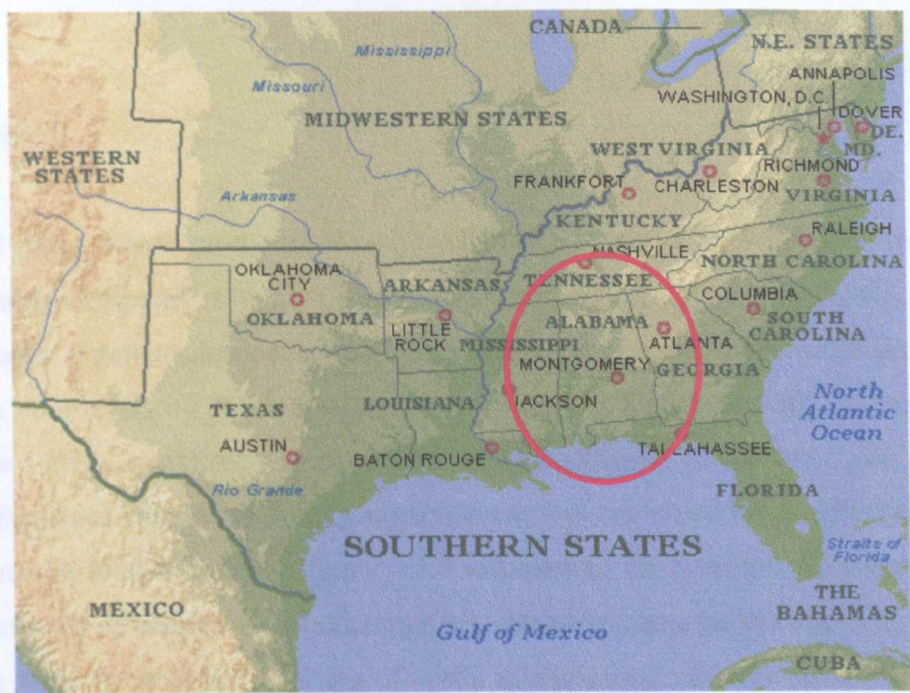 CANADA
N.E. STATES
Mississippi
ANNAPOLIS
Missouri
WASHINGTON, D.C
DOVER
MIDWESTERN STATES
DE.
WEST VIRGINIA
MD.
WESTERN
STATES
RICHMOND
FRANKFORT
CHARLESTON
Arkansas
VIRGINIA
KENTUCKY
RALEIGH
NASHVILLE
NORTH CAROLINA
OKLAHOMA
CITY
ARKANSAS
TENNESSEE
COLUMBIA
OKLAHOMA
ALABAMA
SOUTH
CAROLINA
LITTLE
ROCK
MISSISSIPPI
ATLANTA
MONTGOMERY
GEORGIA
TEXAS
LOUISIANA
JACKSON
North
Atlantic
Ocean
AUSTIN
BATON ROUGE
TALLAHASSEE
Rio Grande
FLORIDA
SOUTHERN STATES
Straits of
Florida
MEXICO
THE
BAHAMAS
Gulf of Mexico
CUBA